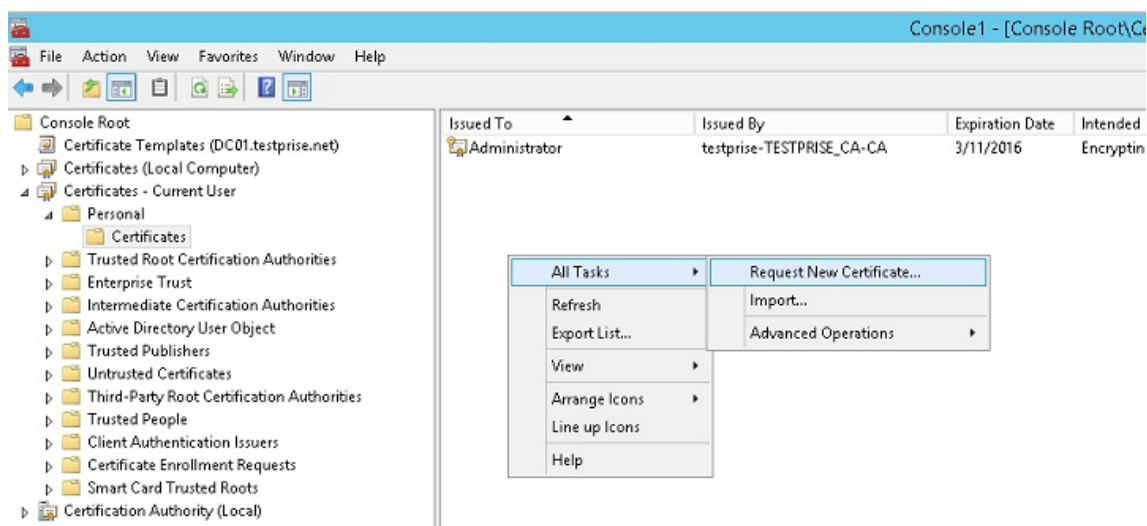 Console1 - [Console Root\Ce
File Action View Favorites Window Help
Console Root
Certificate Templates (DC01.testprise.net)
Certificates (Local Computer)
Certificates - Current User
Personal
Certificates
Trusted Root Certification Authorities
Enterprise Trust
Intermediate Certification Authorities
Active Directory User Object
Trusted Publishers
Untrusted Certificates
Third-Party Root Certification Authorities
Trusted People
Client Authentication Issuers
Certificate Enrollment Requests
Smart Card Trusted Roots
Certification Authority (Local)
Issued To Issued By Expiration Date Intended
Administrator testprise-TESTPRISE_CA-CA 3/11/2016 Encryptin
All Tasks
Refresh
Export List...
View
Arrange Icons
Line up Icons
Help
Request New Certificate...
Import...
Advanced Operations